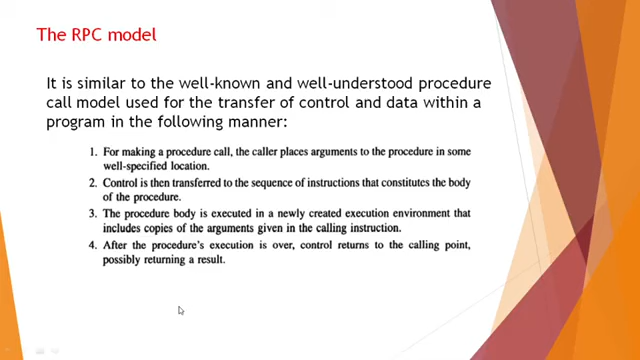 The RPC model
It is similar to the well-known and well-understood procedure
call model used for the transfer of control and data within a
program in the following manner:
1. For making a procedure call, the caller places arguments to the procedure in some
well-specified location.
2. Control is then transferred to the sequence of instructions that constitutes the body
of the procedure.
3. The procedure body is executed in a newly created execution environment that
includes copies of the arguments given in the calling instruction.
4. After the procedure's execution is over, control returns to the calling point,
possibly returning a result.